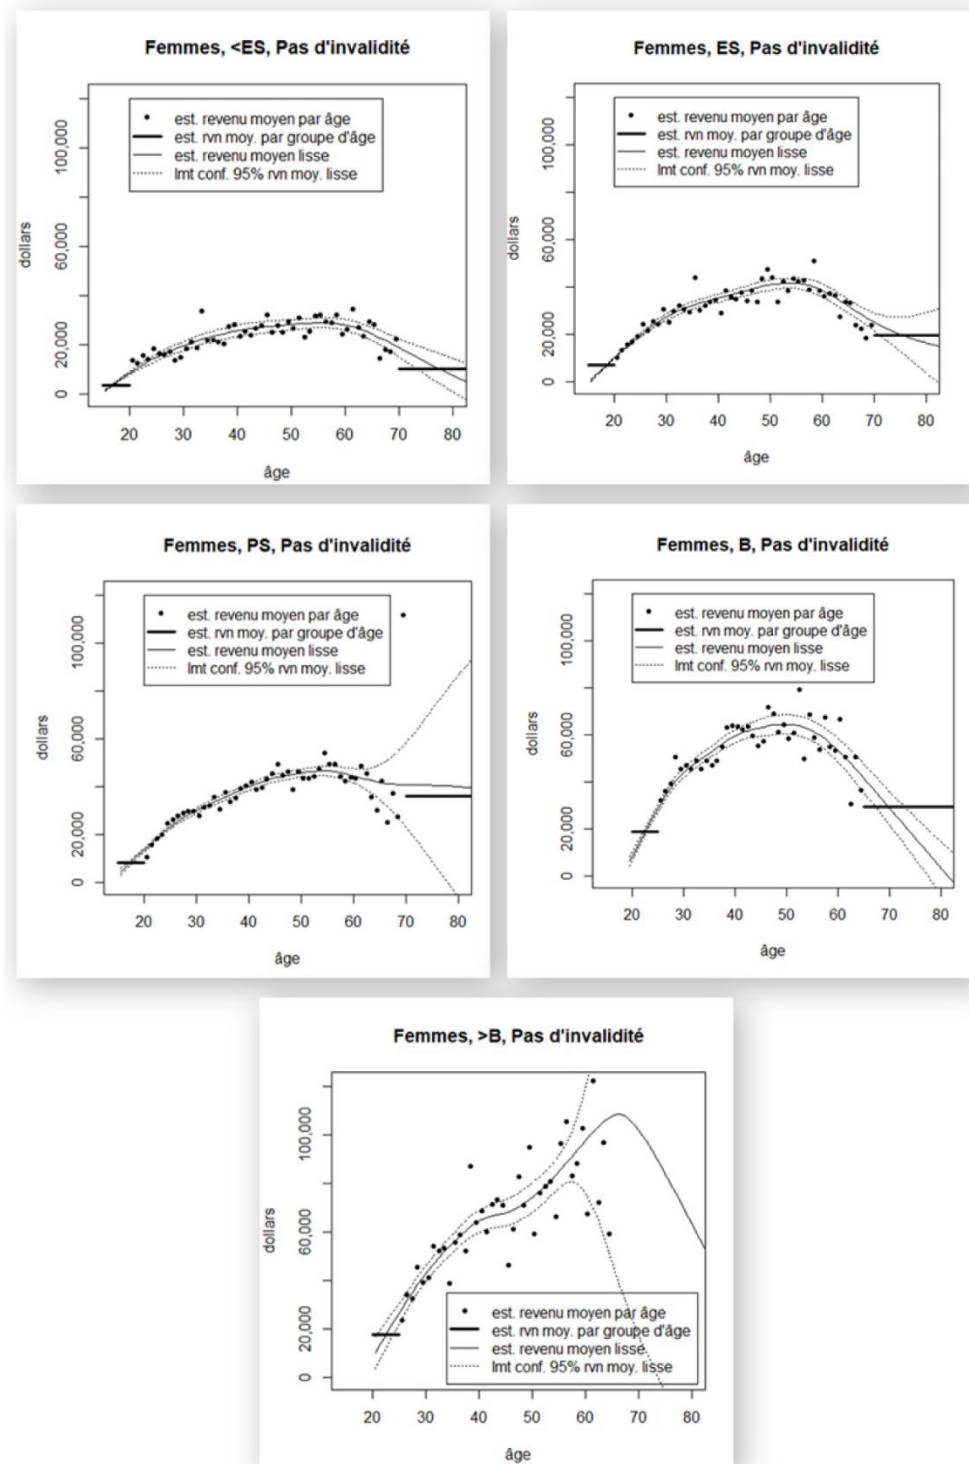 Femmes, <ES, Pas d'invalidité
est. revenu moyen par âge
est. rvn moy. par groupe d'âge
est. revenu moyen lisse
lmt conf. 95% rvn moy. lisse
dollars
100,000
60,000
20,000
0
20 30 40 50 60 70 80
âge
Femmes, ES, Pas d'invalidité
est. revenu moyen par âge
est. rvn moy. par groupe d'âge
est. revenu moyen lisse
lmt conf. 95% rvn moy. lisse
dollars
100,000
60,000
20,000
0
20 30 40 50 60 70 80
âge
Femmes, PS, Pas d'invalidité
est. revenu moyen par âge
est. rvn moy. par groupe d'âge
est. revenu moyen lisse
lmt conf. 95% rvn moy. lisse
dollars
100,000
60,000
20,000
0
20 30 40 50 60 70 80
âge
Femmes, B, Pas d'invalidité
est. revenu moyen par âge
est. rvn moy. par groupe d'âge
est. revenu moyen lisse
lmt conf. 95% rvn moy. lisse
dollars
100,000
60,000
20,000
0
20 30 40 50 60 70 80
âge
Femmes, >B, Pas d'invalidité
dollars
100,000
60,000
20,000
0
est. revenu moyen par âge
est. rvn moy. par groupe d'âge
est. revenu moyen lisse
lmt conf. 95% rvn moy. lisse
20 30 40 50 60 70 80
âge